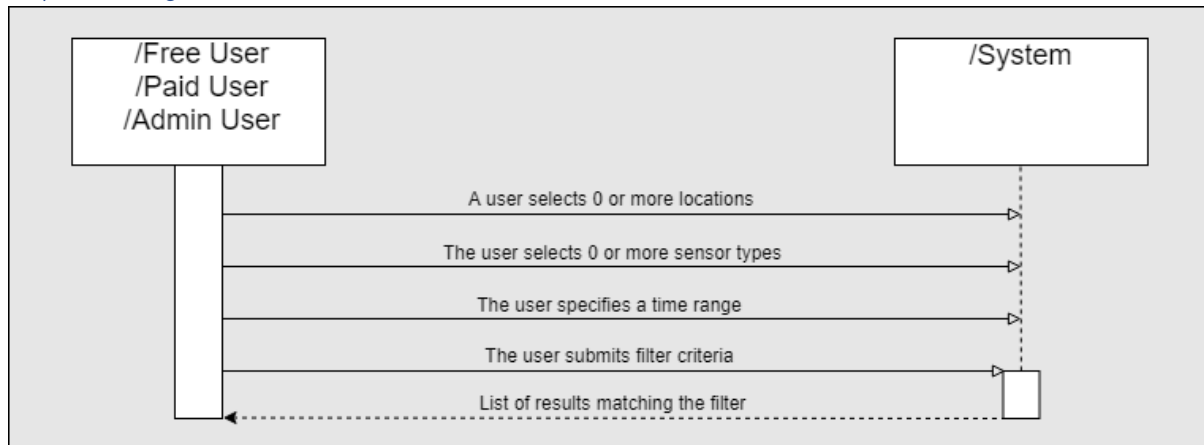 /Free User
/Paid User
/Admin User
/System
A user selects 0 or more locations
The user selects 0 or more sensor types
The user specifies a time range
The user submits filter criteria
List of results matching the filter